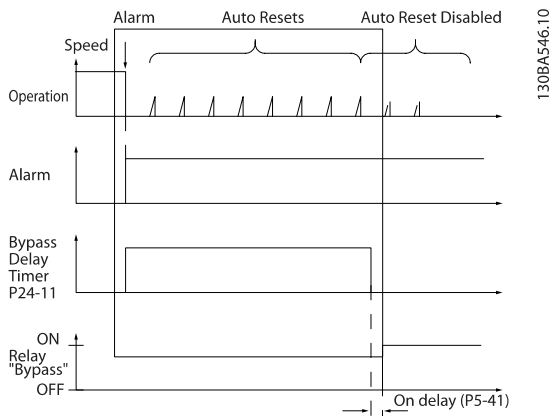 Alarm
Auto Resets
Auto Reset Disabled
Speed
Operation
Alarm
Bypass
Delay
Timer
P24-11
ON
Relay
"Bypass"
OFF
On delay (P5-41)
130BA546.10